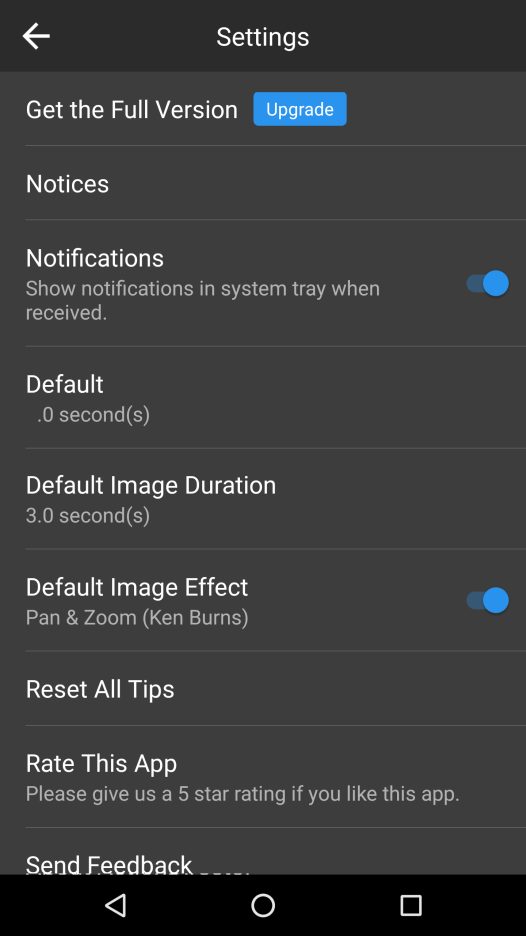 Settings
Get the Full Version Upgrade
Notices
Notifications
Show notifications in system tray when
received.
Default
.0 second(s)
Default Image Duration
3.0 second(s)
Default Image Effect
Pan & Zoom (Ken Burns)
Reset All Tips
Rate This App
Please give us a 5 star rating if you like this app.
Send Feedback